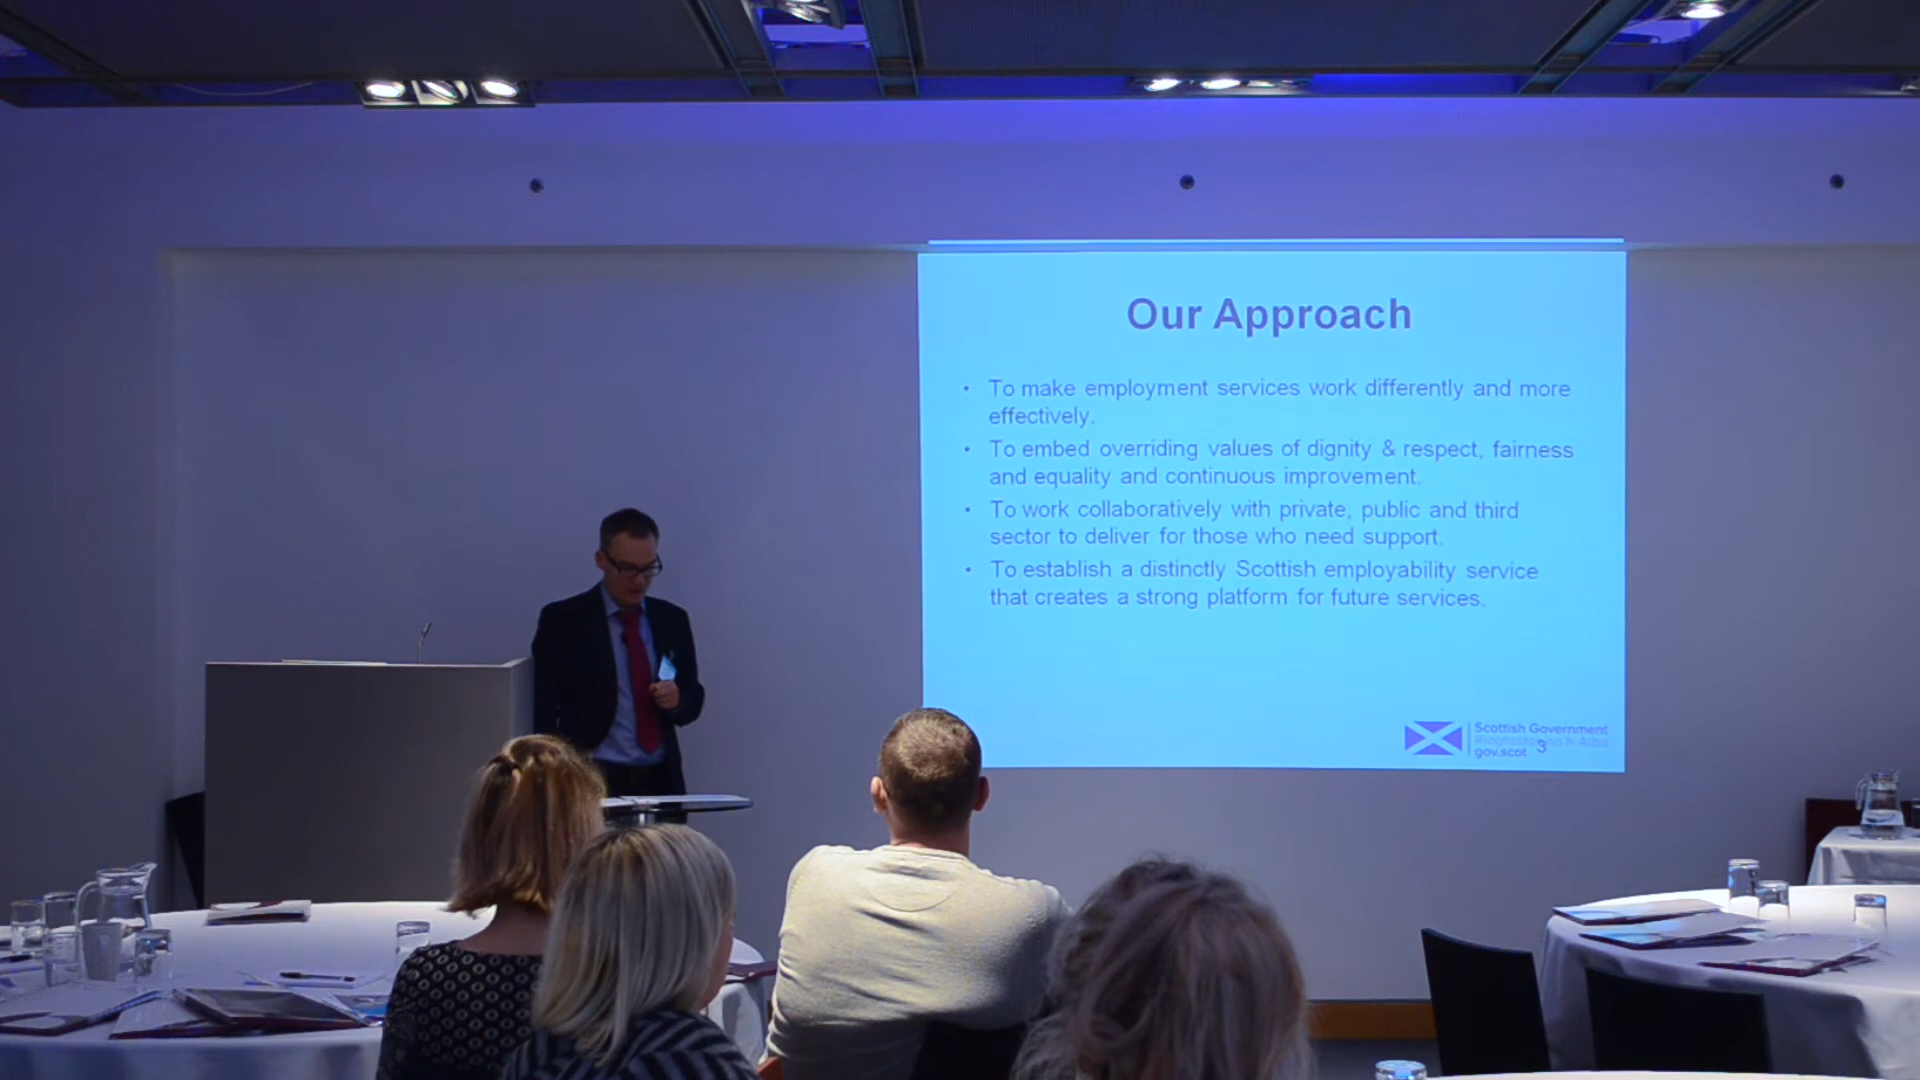 Our Approach
• To make employment services work differently and more
effectively.
• To embed overriding values of dignity & respect, fairness
and equality and continuous improvement.
• To work collaboratively with private, public and third
sector to deliver for those who need support.
• To establish a distinctly Scottish employability service
that creates a strong platform for future services.
Scottish Government
gov.scot
3